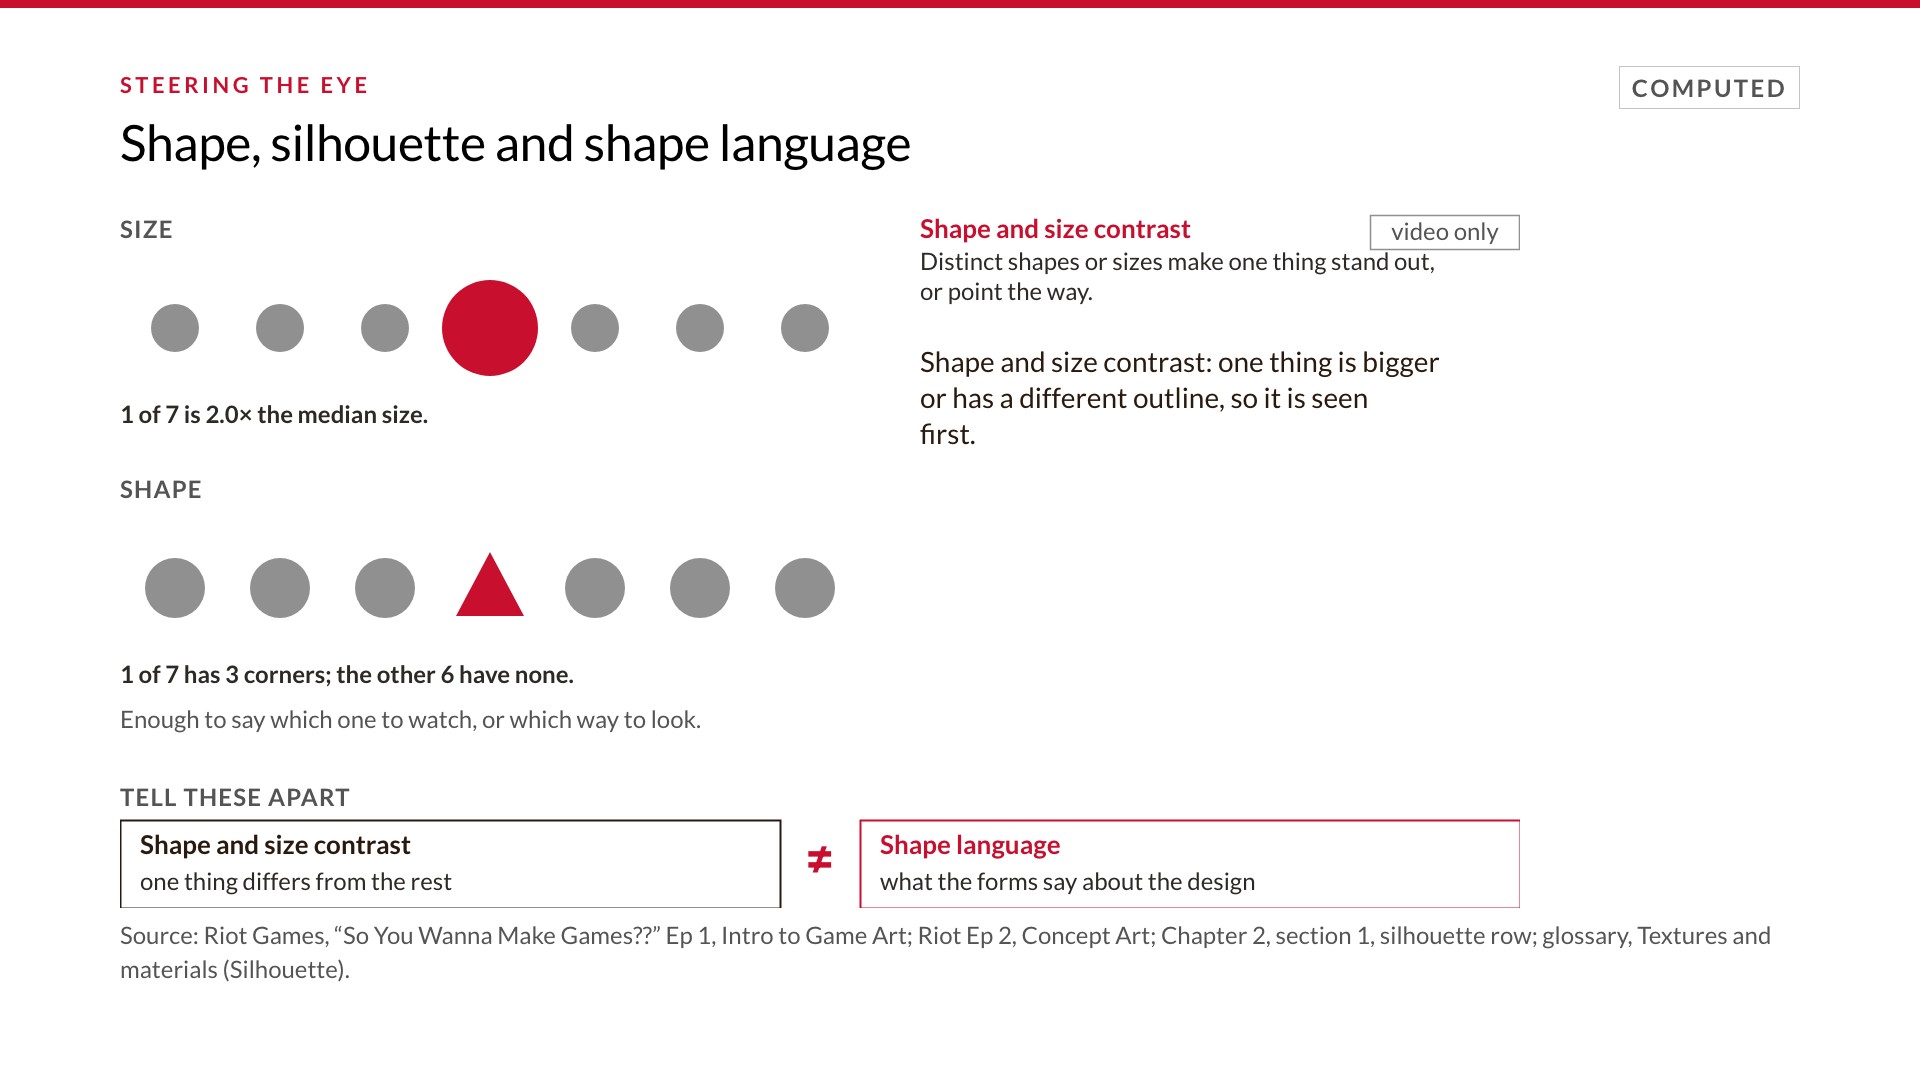 STEERING THE EYE
COMPUTED
Shape, silhouette and shape language
SIZE
1 of 7 is 2.0× the median size.
SHAPE
1 of 7 has 3 corners; the other 6 have none.
Enough to say which one to watch, or which way to look.
Shape and size contrast
video only
Distinct shapes or sizes make one thing stand out,
or point the way.
Shape and size contrast: one thing is bigger
or has a different outline, so it is seen
first.
TELL THESE APART
Shape and size contrast
one thing differs from the rest
≠
Shape language
what the forms say about the design
Source: Riot Games, “So You Wanna Make Games??” Ep 1, Intro to Game Art; Riot Ep 2, Concept Art; Chapter 2, section 1, silhouette row; glossary, Textures and
materials (Silhouette).